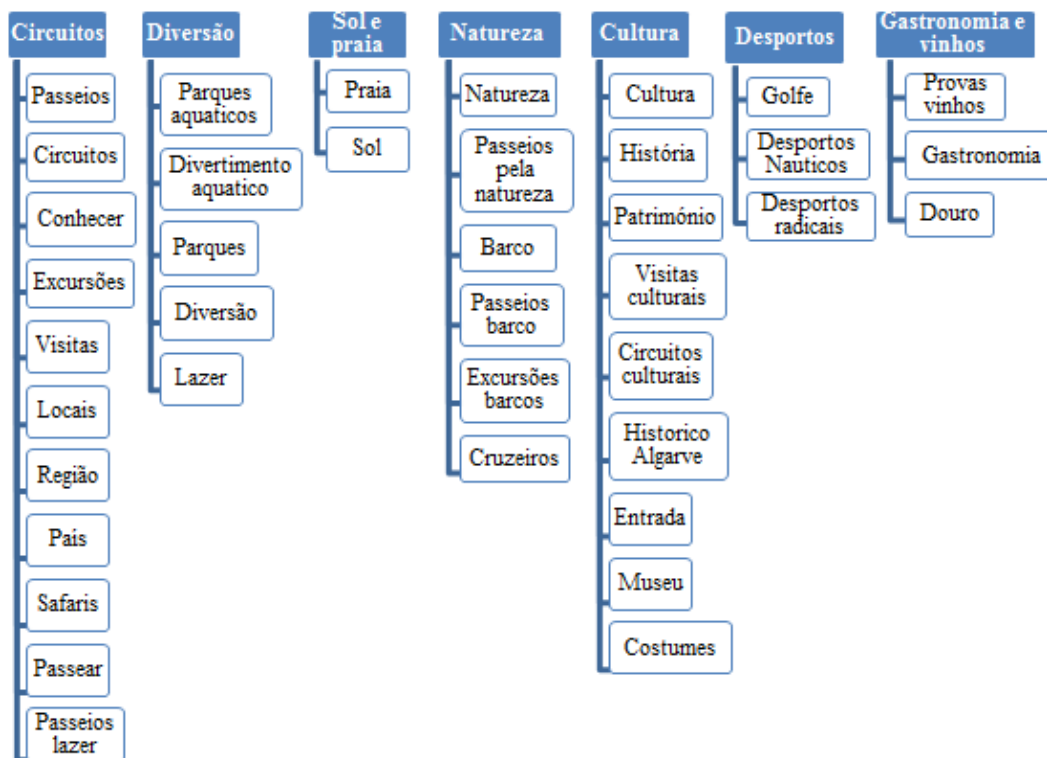 Circuitos
Passeios
Circuitos
Conhecer
Excursões
Visitas
Locais
Região
Pais
Safaris
Passear
Passeios
lazer
Diversão
Parques
aquaticos
Divertimento
aquatico
Parques
Diversão
Lazer
Sol e
praia
Praia
Sol
Natureza
Natureza
Passeios
pela
natureza
Barco
Passeios
barco
Excursões
barcos
Cruzeiros
Cultura
Cultura
História
Património
Visitas
culturais
Circuitos
culturais
Historico
Algarve
Entrada
Museu
Costumes
Desportos
Golfe
Desportos
Naúticos
Desportos
radicais
Gastronomia e
vinhos
Provas
vinhos
Gastronomia
Douro